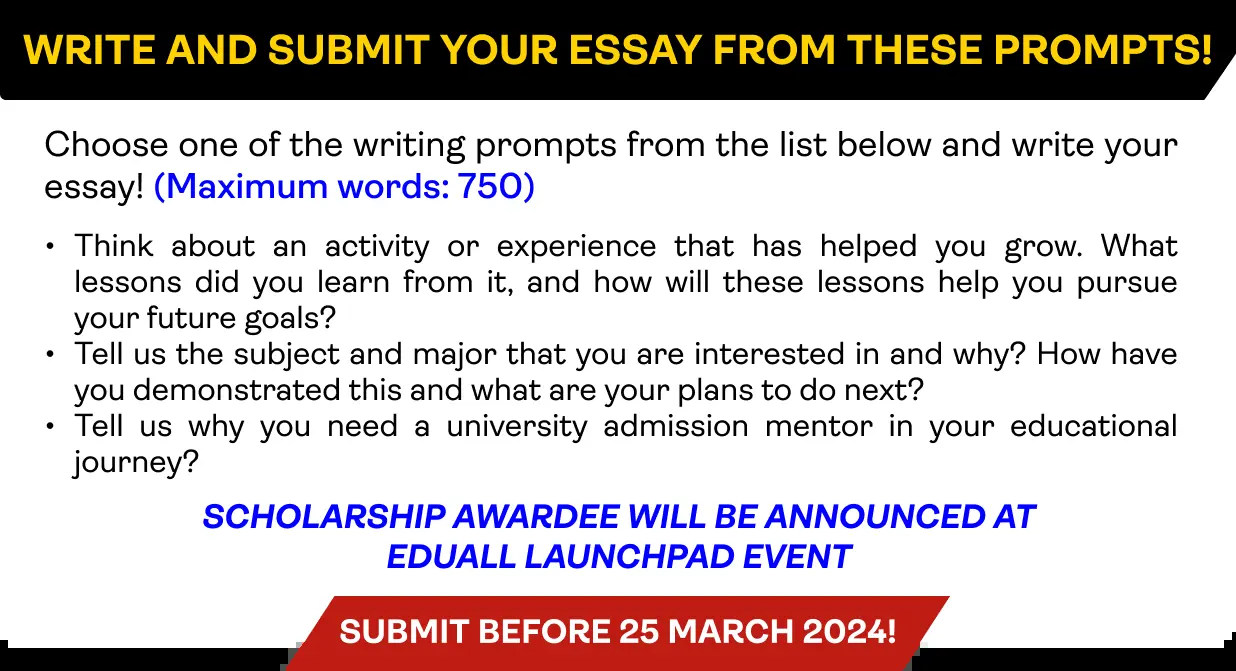 WRITE AND SUBMIT YOUR ESSAY FROM THESE PROMPTS!
Choose one of the writing prompts from the list below and write your
essay! (Maximum words: 750)
• Think about an activity or experience that has helped you grow. What
lessons did you learn from it, and how will these lessons help you pursue
your future goals?
• Tell us the subject and major that you are interested in and why? How have
you demonstrated this and what are your plans to do next?
• Tell us why you need a university admission mentor in your educational
journey?
SCHOLARSHIP AWARDEE WILL BE ANNOUNCED AT
EDUALL LAUNCHPAD EVENT
SUBMIT BEFORE 25 MARCH 2024!